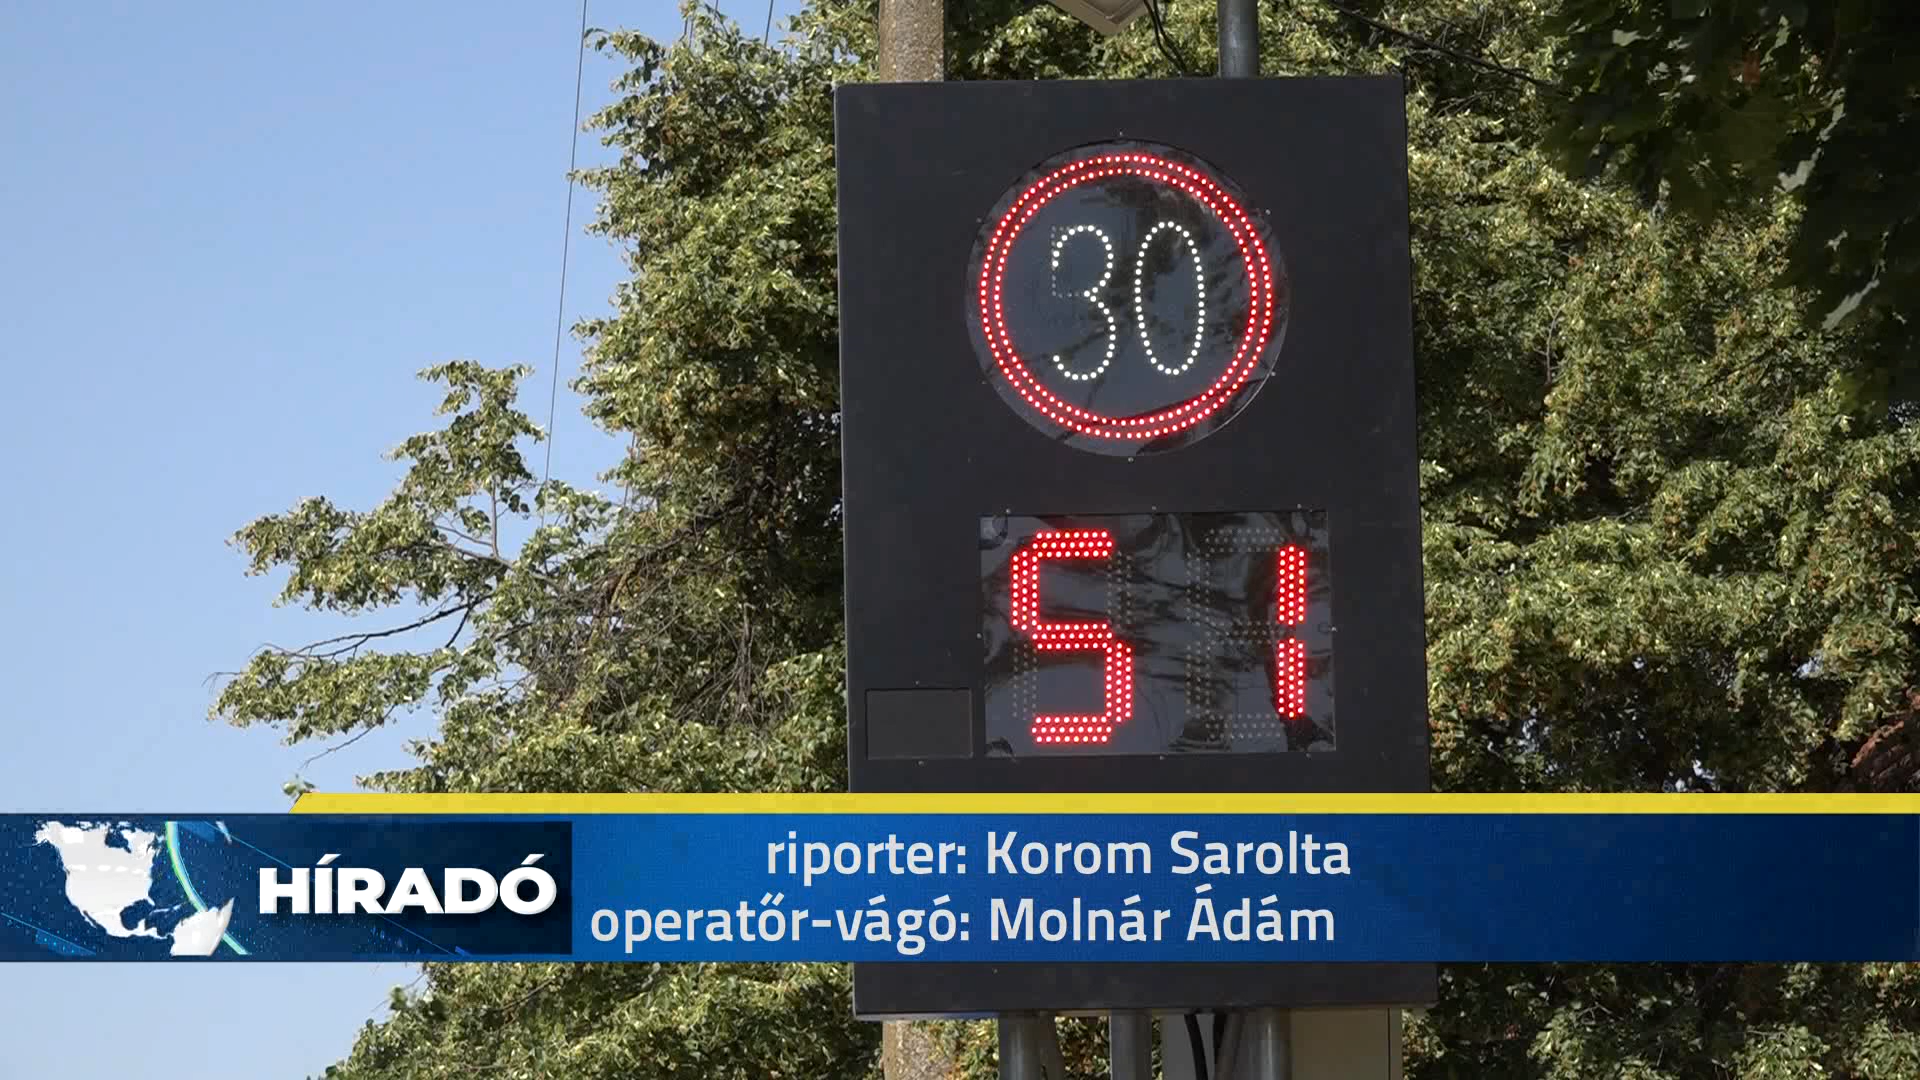 30
51
HÍRADÓ
riporter: Korom Sarolta
operatőr-vágó: Molnár Ádám